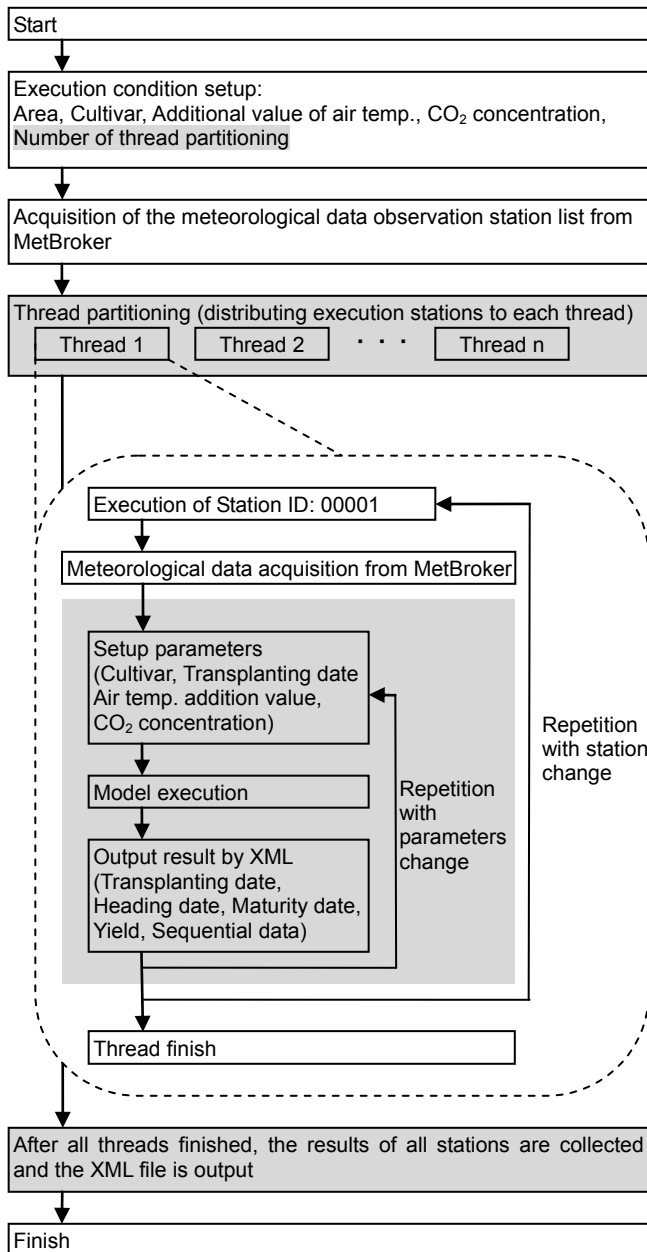 Start
Execution condition setup:
Area, Cultivar, Additional value of air temp., CO₂ concentration,
Number of thread partitioning
Acquisition of the meteorological data observation station list from
MetBroker
Thread partitioning (distributing execution stations to each thread)
Thread 1 Thread 2 · · · Thread n
Execution of Station ID: 00001
Meteorological data acquisition from MetBroker
Setup parameters
(Cultivar, Transplanting date
Air temp. addition value,
CO₂ concentration)
Model execution
Output result by XML
(Transplanting date,
Heading date, Maturity date,
Yield, Sequential data)
Repetition
with
parameters
change
Repetition
with station
change
Thread finish
After all threads finished, the results of all stations are collected
and the XML file is output
Finish